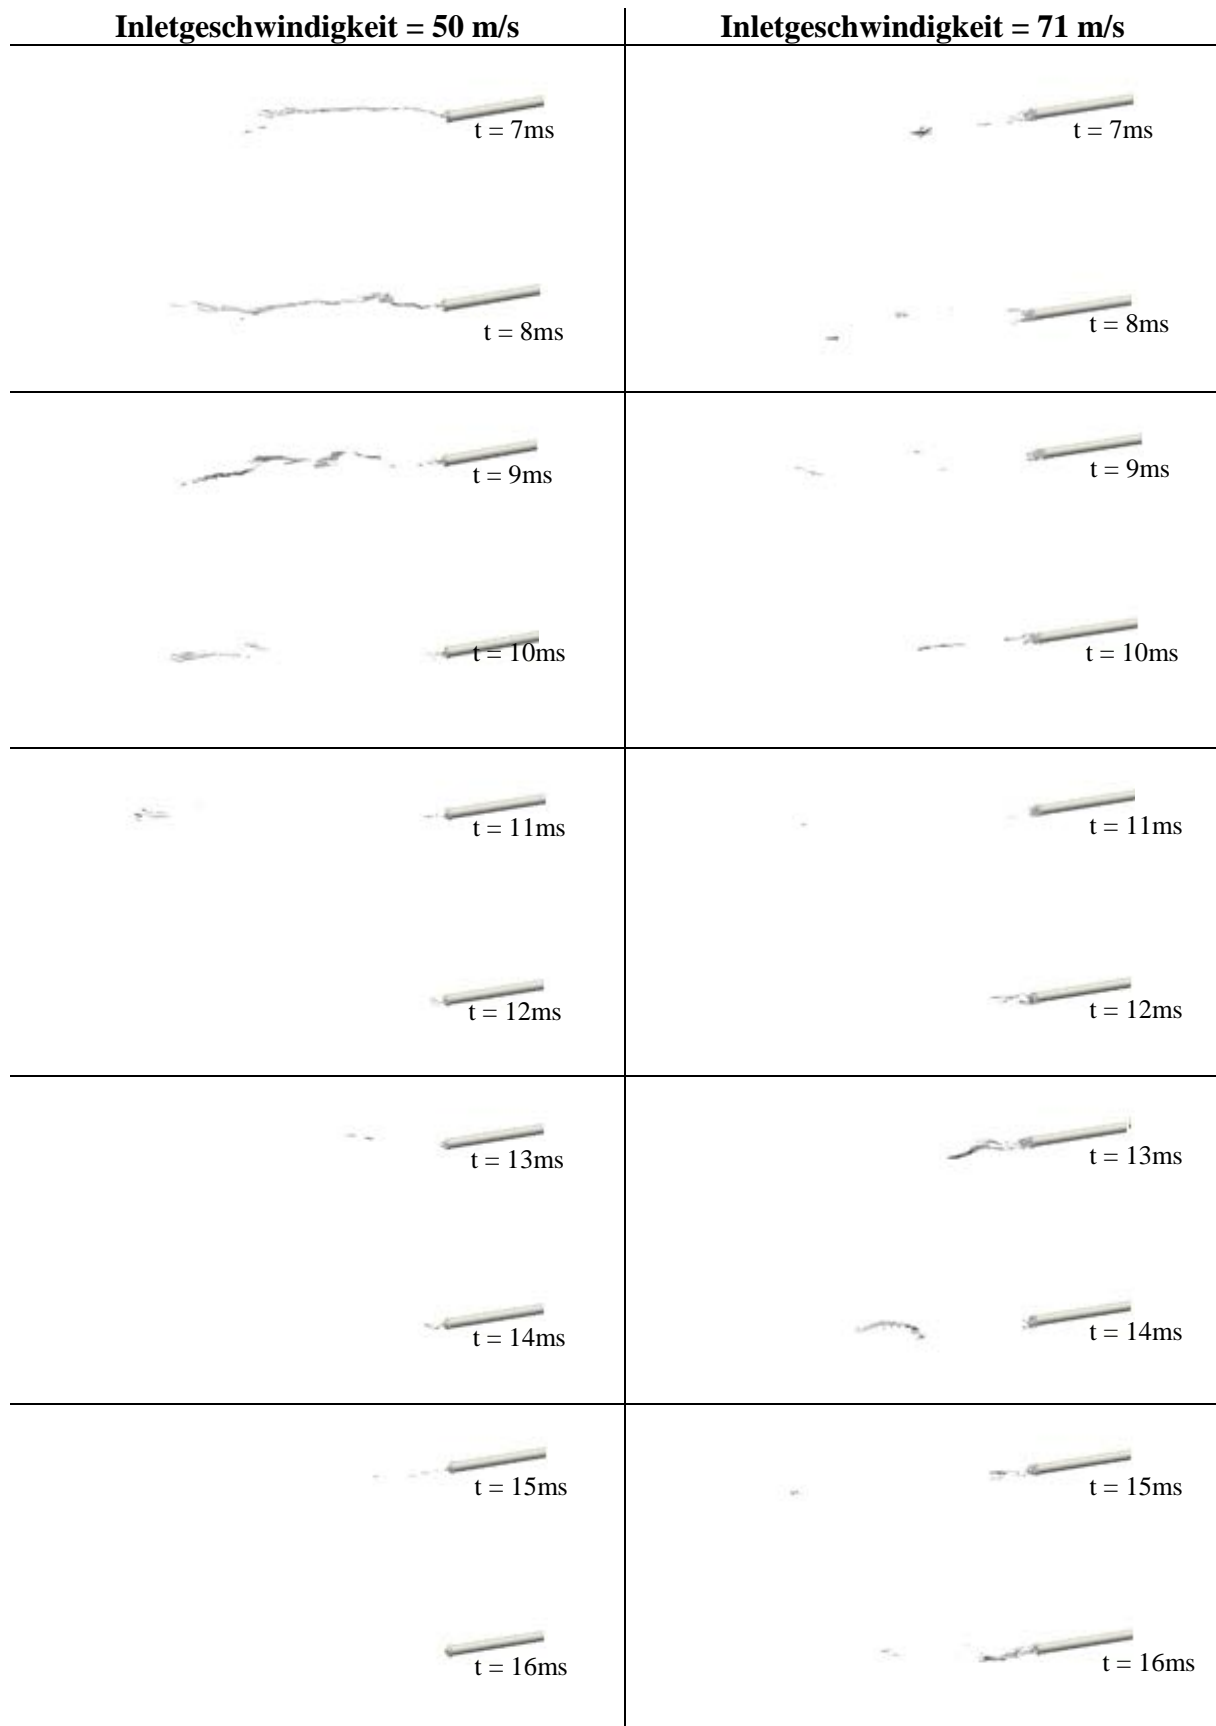 Inletgeschwindigkeit = 50 m/s
Inletgeschwindigkeit = 71 m/s
t = 7ms
t = 7ms
t = 8ms
t = 8ms
t = 9ms
t = 9ms
t = 10ms
t = 10ms
t = 11ms
t = 11ms
t = 12ms
t = 12ms
t = 13ms
t = 13ms
t = 14ms
t = 14ms
t = 15ms
t = 15ms
t = 16ms
t = 16ms